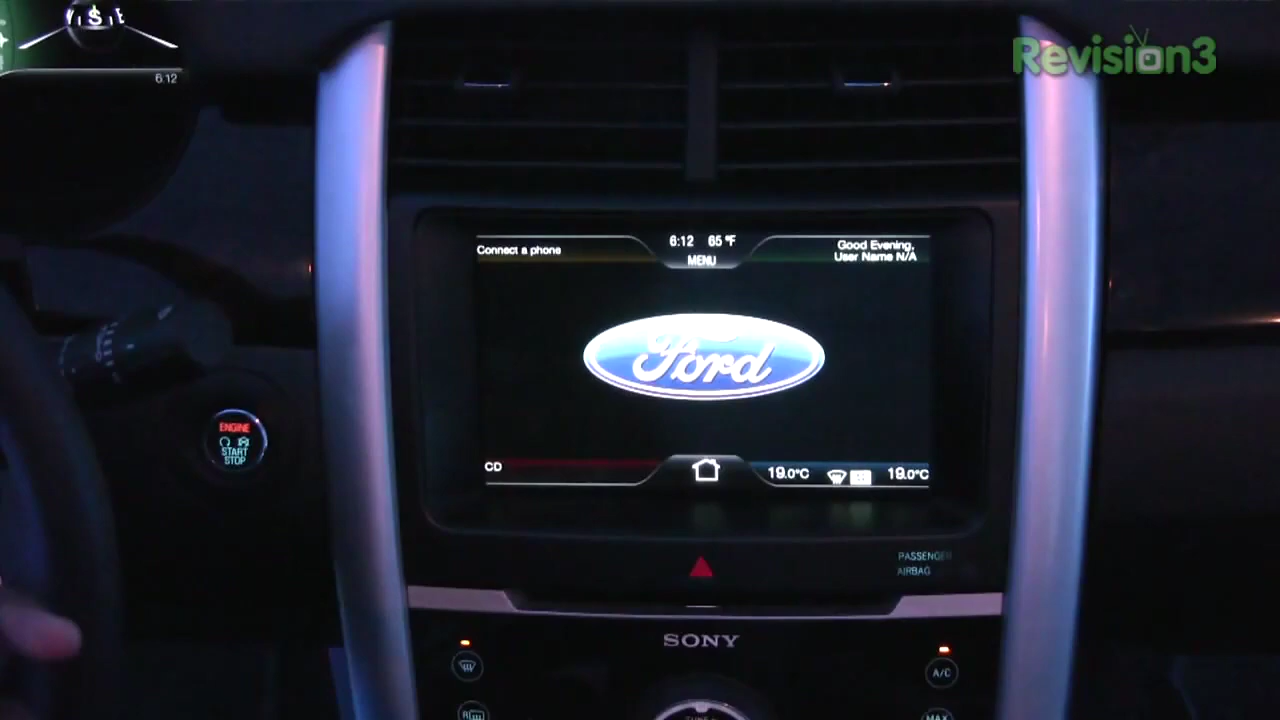 S
6:12
Revision3
Connect a phone
6:12 65°F
MENU
Good Evening,
User Name N/A
Ford
ENGINE
START
STOP
CD
19.0°C
19.0°C
PASSENGER
AIRBAG
SONY
A/C
R
MAX